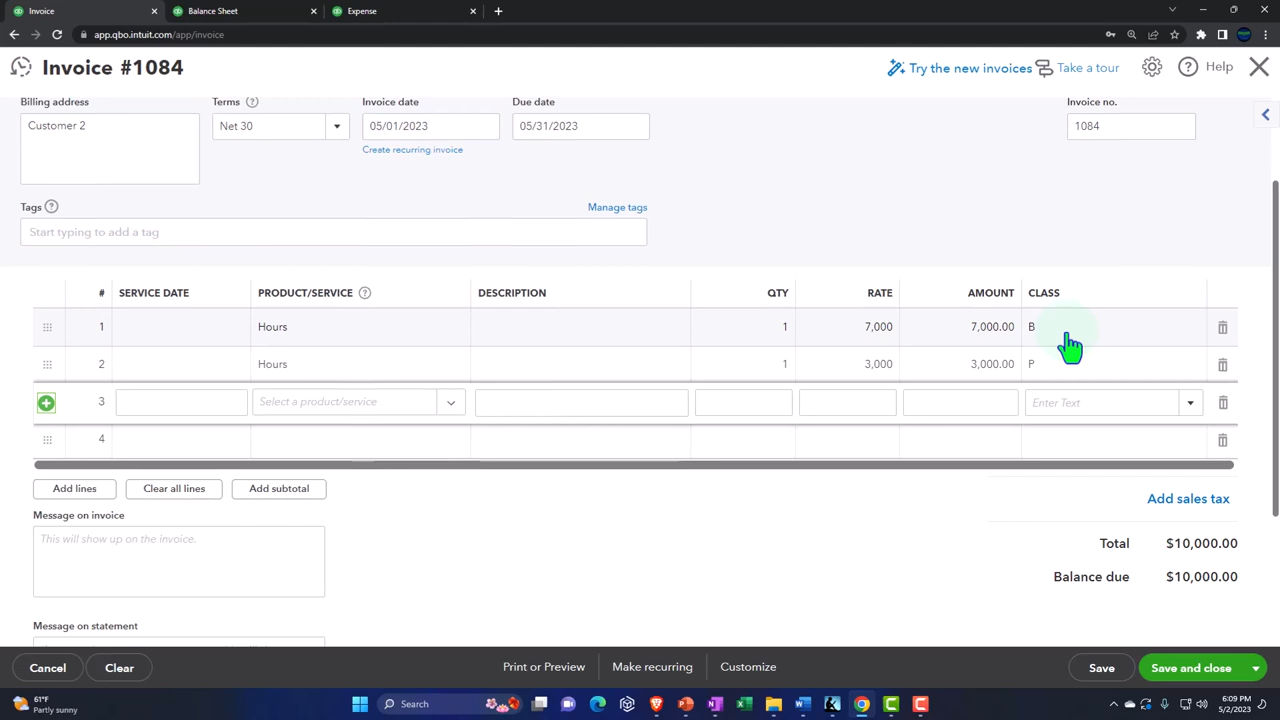 Invoice
Balance Sheet
Expense
app.qbo.intuit.com/app/invoice
Invoice #1084
Try the new invoices
Take a tour
Help
Billing address
Terms
Invoice date
Due date
Invoice no.
Customer 2
Net 30
05/01/2023
05/31/2023
1084
Create recurring invoice
Tags
Manage tags
Start typing to add a tag
# SERVICE DATE PRODUCT/SERVICE DESCRIPTION QTY RATE AMOUNT CLASS
1 Hours 1 7,000 7,000.00 B
2 Hours 1 3,000 3,000.00 P
3 Select a product/service Enter Text
4
Add lines
Clear all lines
Add subtotal
Add sales tax
Message on invoice
This will show up on the invoice.
Total $10,000.00
Balance due $10,000.00
Message on statement
Cancel
Clear
Print or Preview
Make recurring
Customize
Save
Save and close
61°F
Partly sunny
Search
6:09 PM
5/2/2023